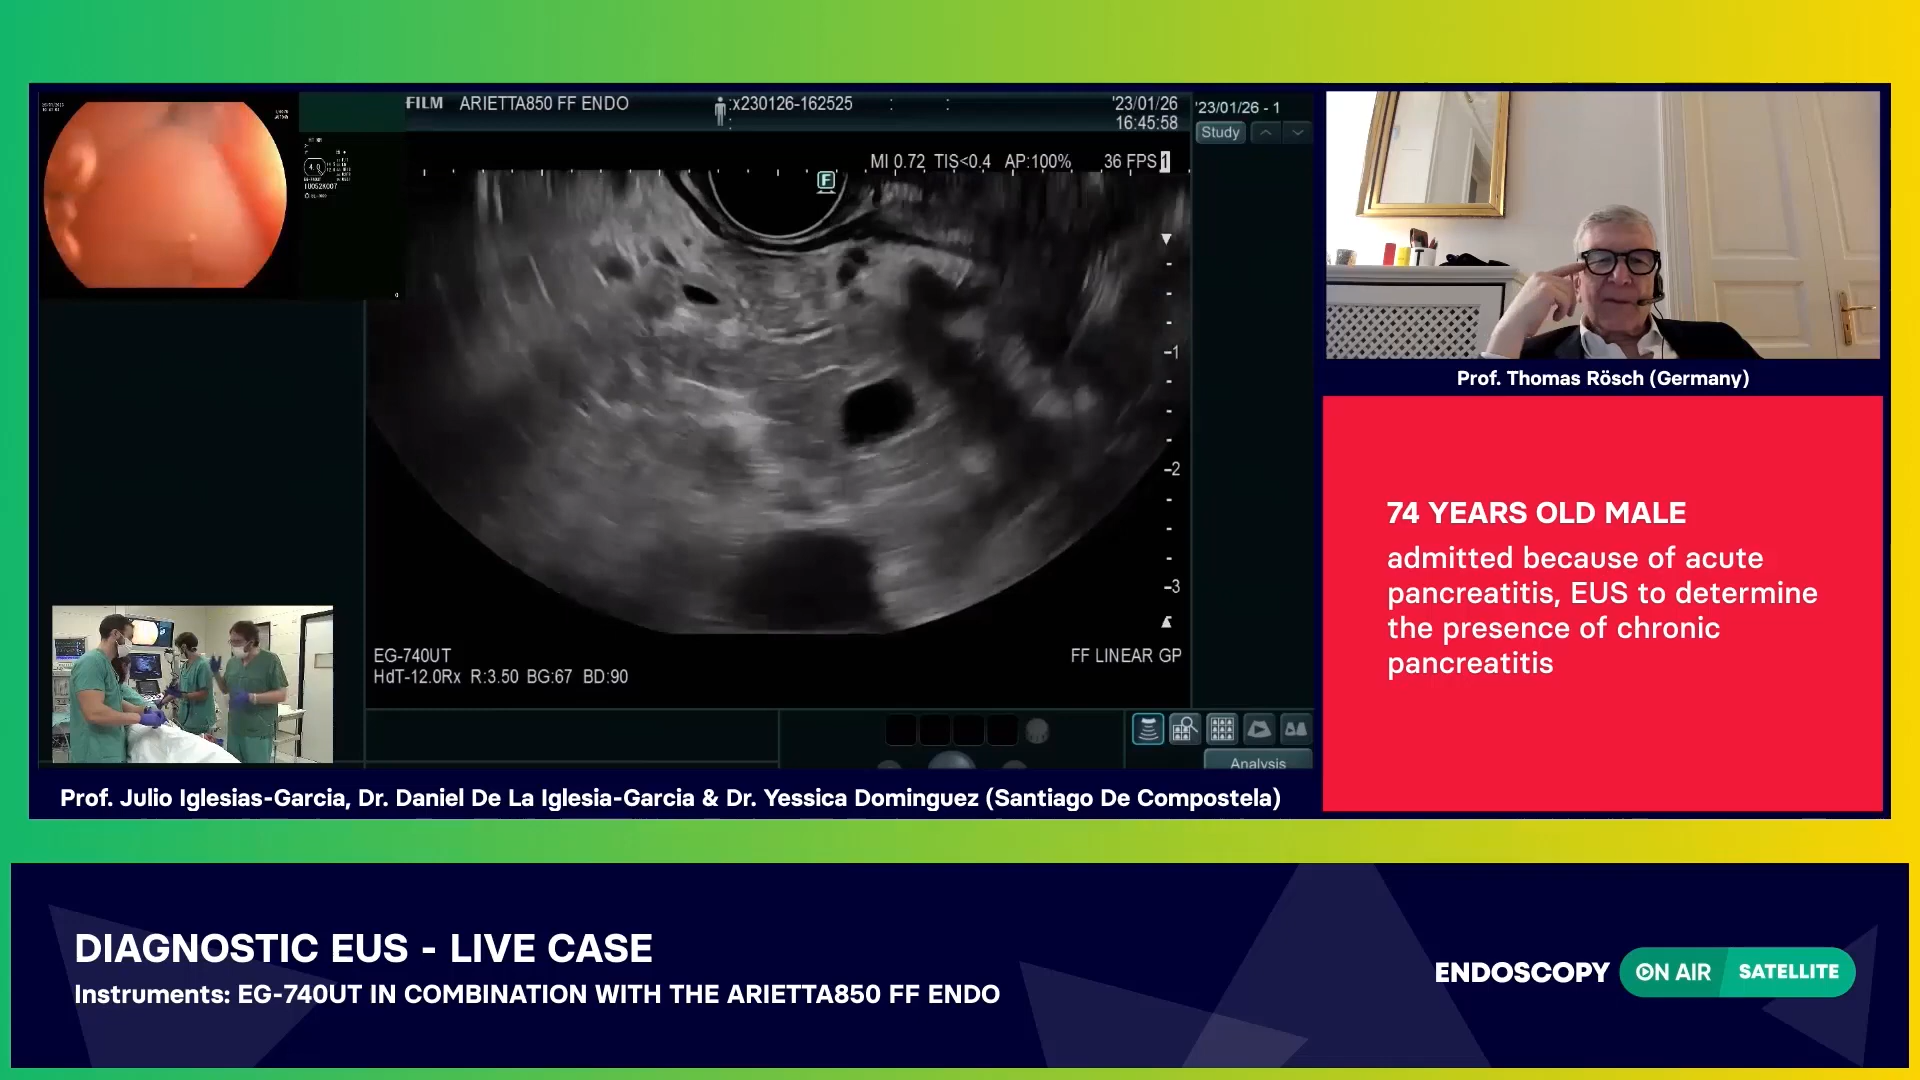 FILM ARIETTA850 FF ENDO :x230126-162525 : : '23/01/26
:
16:45:58
'23/01/26 - 1
Study
MI 0.72 TIS<0.4 AP:100% 36 FPS 1
F
1
2
3
EG-740UT
HdT-12.0Rx R:3.50 BG:67 BD:90
FF LINEAR GP
Analysis
Prof. Julio Iglesias-Garcia, Dr. Daniel De La Iglesia-Garcia & Dr. Yessica Dominguez (Santiago De Compostela)
Prof. Thomas Rösch (Germany)
74 YEARS OLD MALE
admitted because of acute
pancreatitis, EUS to determine
the presence of chronic
pancreatitis
DIAGNOSTIC EUS - LIVE CASE
Instruments: EG-740UT IN COMBINATION WITH THE ARIETTA850 FF ENDO
ENDOSCOPY ON AIR SATELLITE